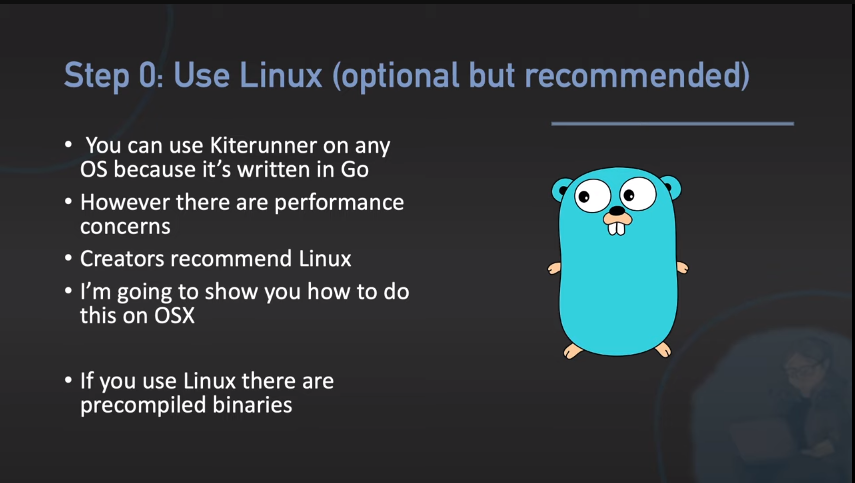 Step 0: Use Linux (optional but recommended)
• You can use Kiterunner on any
OS because it's written in Go
• However there are performance
concerns
• Creators recommend Linux
• I'm going to show you how to do
this on OSX
• If you use Linux there are
precompiled binaries